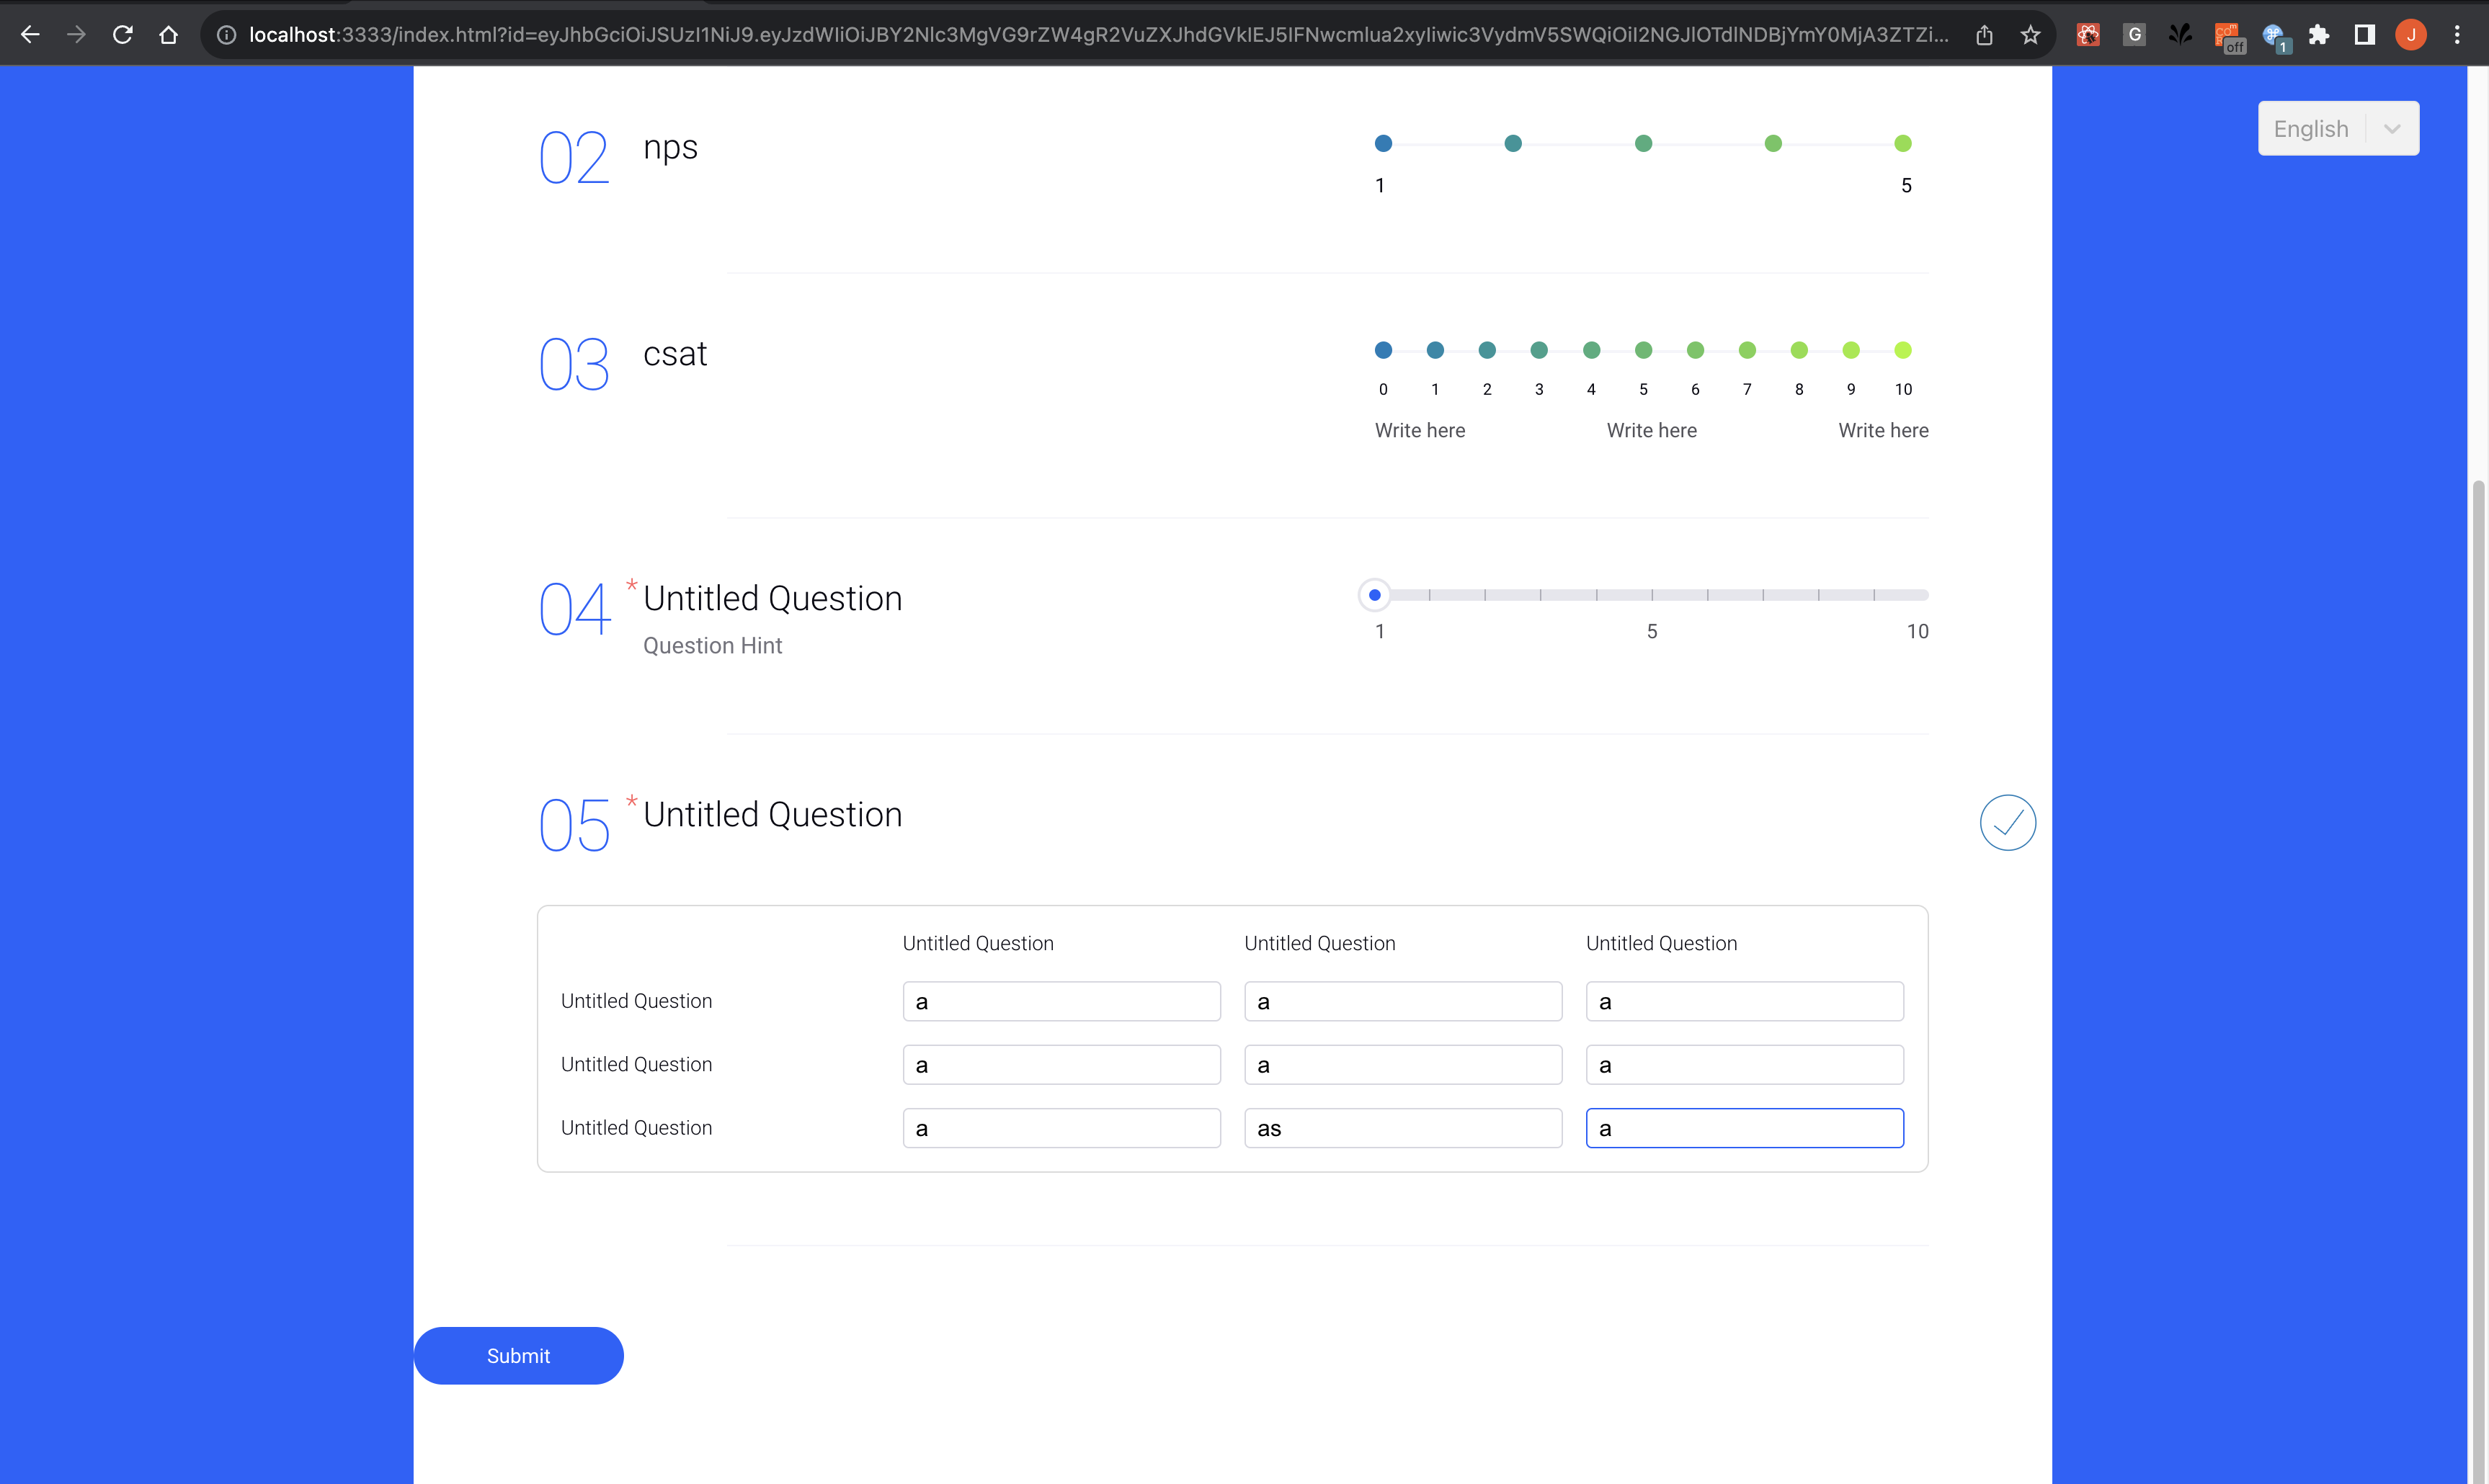 localhost:3333/index.html?id=eyJhbGciOiJSUzI1NiJ9.eyJzdWIiOiJBY2Nlc3MgVG9rZW4gR2VuZXJhdGVkIEJ5IFNwcmlua2xyIiwic3VydmV5SWQiOiI2NGJlOTdlNDBjYmY0MjA3ZTZi...
G
off
1
J
English
02
nps
1
5
03
csat
0 1 2 3 4 5 6 7 8 9 10
Write here
Write here
Write here
04
* Untitled Question
Question Hint
1
5
10
05
* Untitled Question
Untitled Question
Untitled Question
Untitled Question
Untitled Question
a
a
a
Untitled Question
a
a
a
Untitled Question
a
as
a
Submit